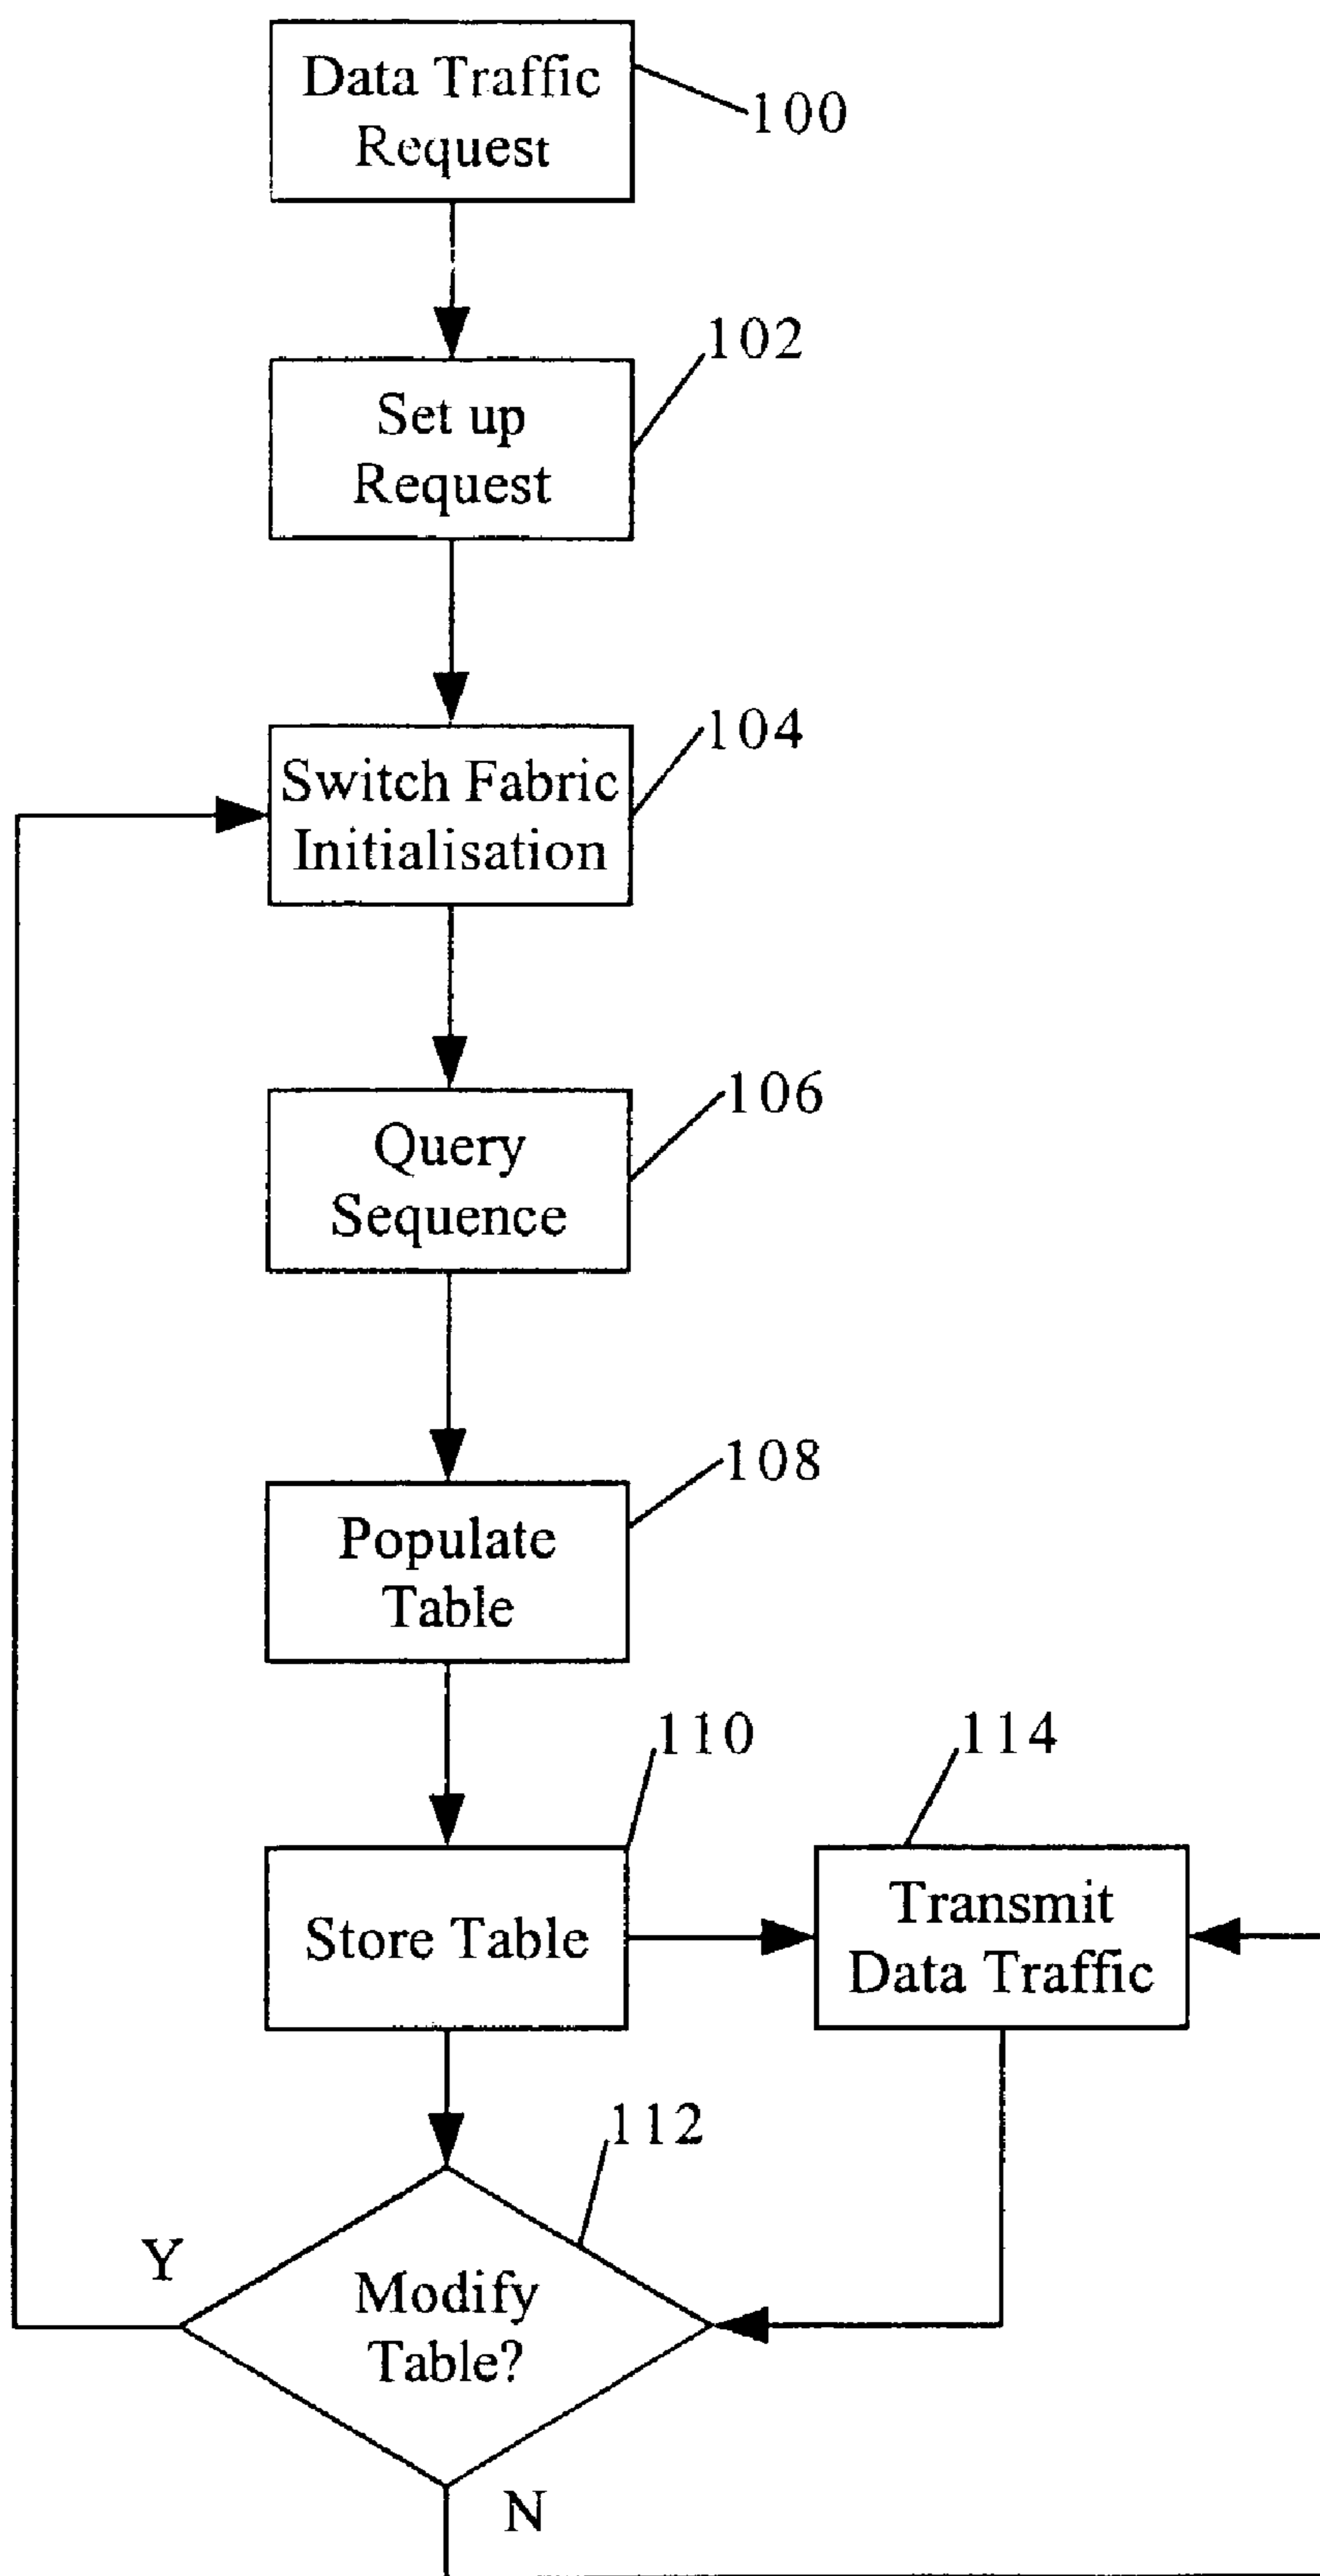 Data Traffic
Request
100
102
Set up
Request
104
Switch Fabric
Initialisation
106
Query
Sequence
108
Populate
Table
110
114
Store Table
Transmit
Data Traffic
112
Y
Modify
Table?
N